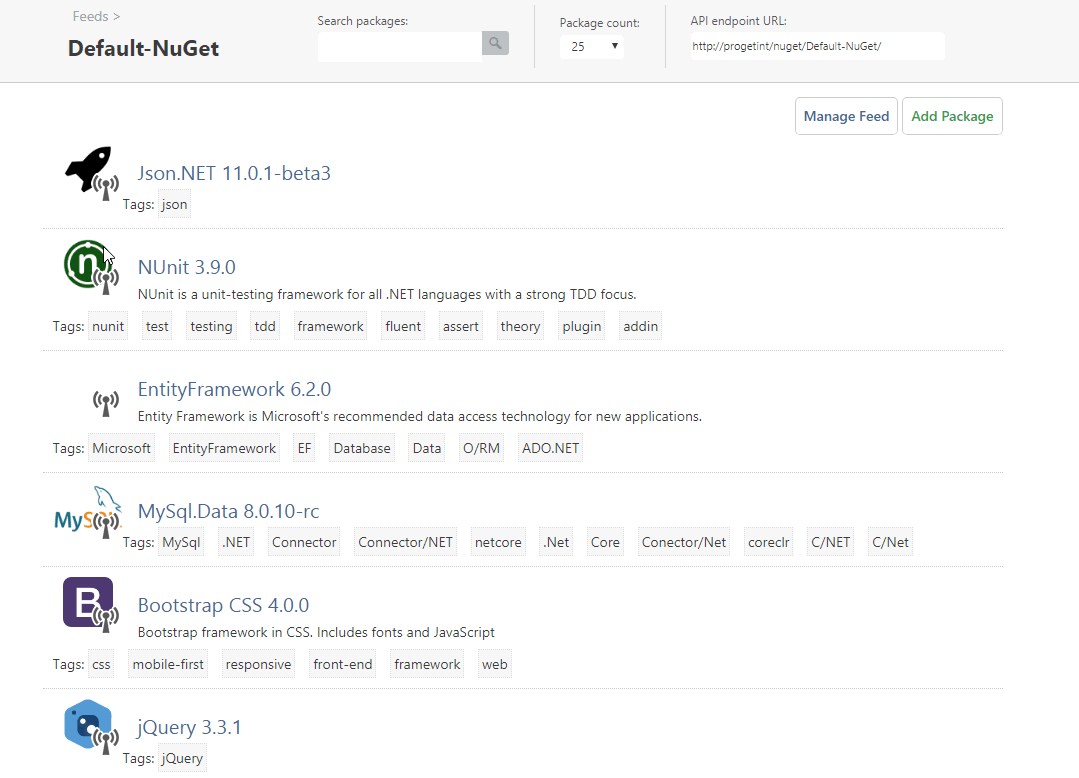 Feeds >
Default-NuGet
Search packages:
Package count:
25
API endpoint URL:
http://progetint/nuget/Default-NuGet/
Manage Feed
Add Package
Json.NET 11.0.1-beta3
Tags: json
NUnit 3.9.0
NUnit is a unit-testing framework for all .NET languages with a strong TDD focus.
Tags: nunit test testing tdd framework fluent assert theory plugin addin
EntityFramework 6.2.0
Entity Framework is Microsoft's recommended data access technology for new applications.
Tags: Microsoft EntityFramework EF Database Data O/RM ADO.NET
MySQL
MySql.Data 8.0.10-rc
Tags: MySql .NET Connector Connector/NET netcore .Net Core Conector/Net coreclr C/NET C/Net
B
Bootstrap CSS 4.0.0
Bootstrap framework in CSS. Includes fonts and JavaScript
Tags: css mobile-first responsive front-end framework web
jQuery 3.3.1
Tags: jQuery